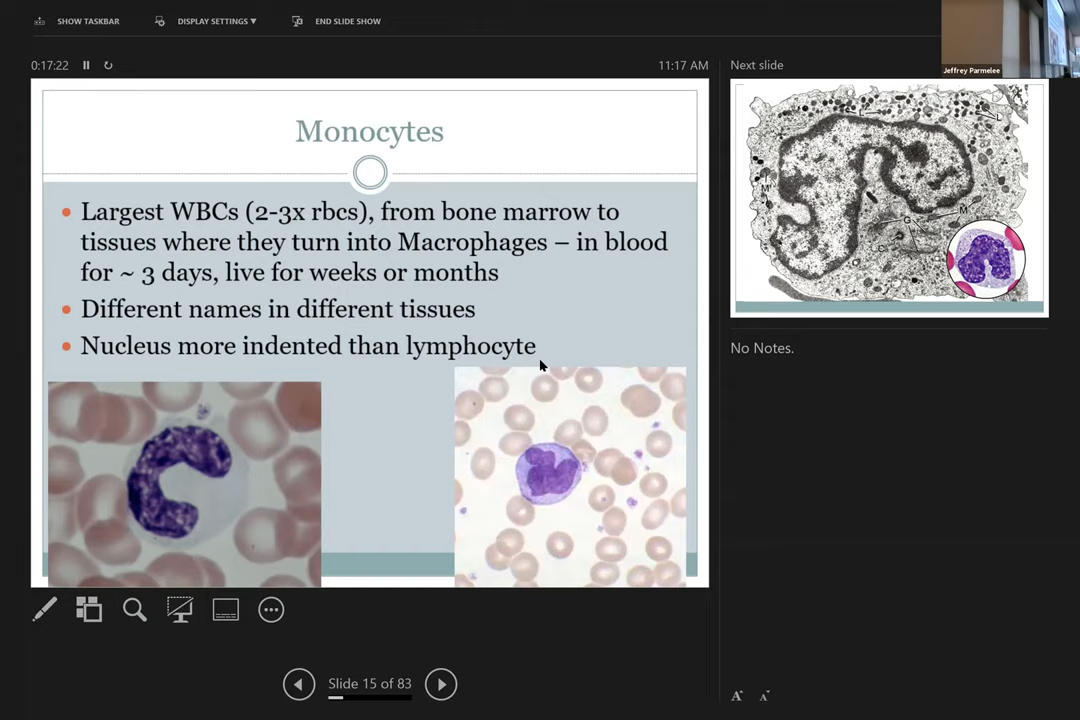 SHOW TASKBAR
DISPLAY SETTINGS ▼
END SLIDE SHOW
Jeffrey Parmelee
0:17:22
11:17 AM
Next slide
Monocytes
• Largest WBCs (2-3x rbcs), from bone marrow to
tissues where they turn into Macrophages – in blood
for ~ 3 days, live for weeks or months
• Different names in different tissues
• Nucleus more indented than lymphocyte
No Notes.
Slide 15 of 83
A A